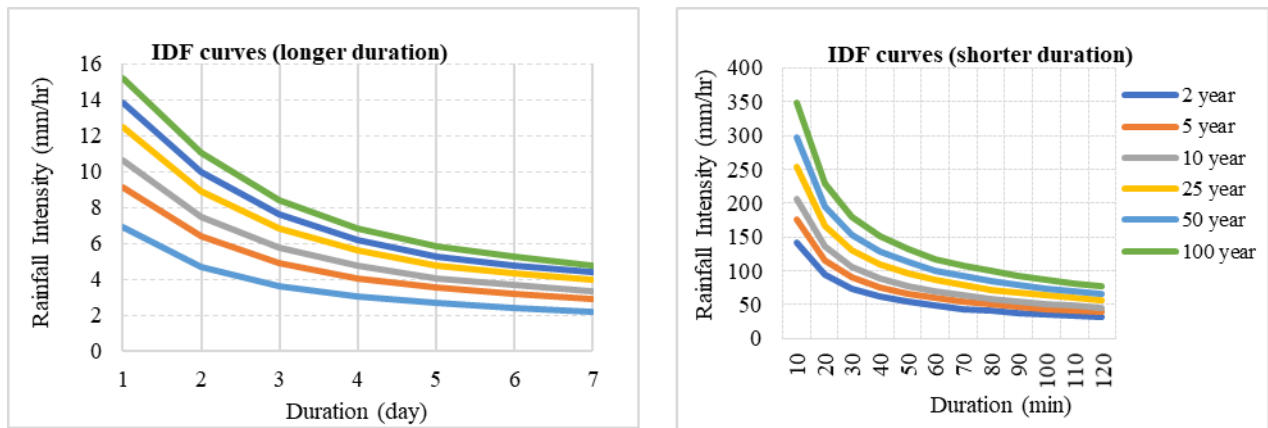 IDF curves (longer duration)
Rainfall Intensity (mm/hr)
16
14
12
10
8
6
4
2
0
1 2 3 4 5 6 7
Duration (day)
IDF curves (shorter duration)
Rainfall Intensity (mm/hr)
400
350
300
250
200
150
100
50
0
10 20 30 40 50 60 70 80 90 100 110 120
Duration (min)
2 year
5 year
10 year
25 year
50 year
100 year